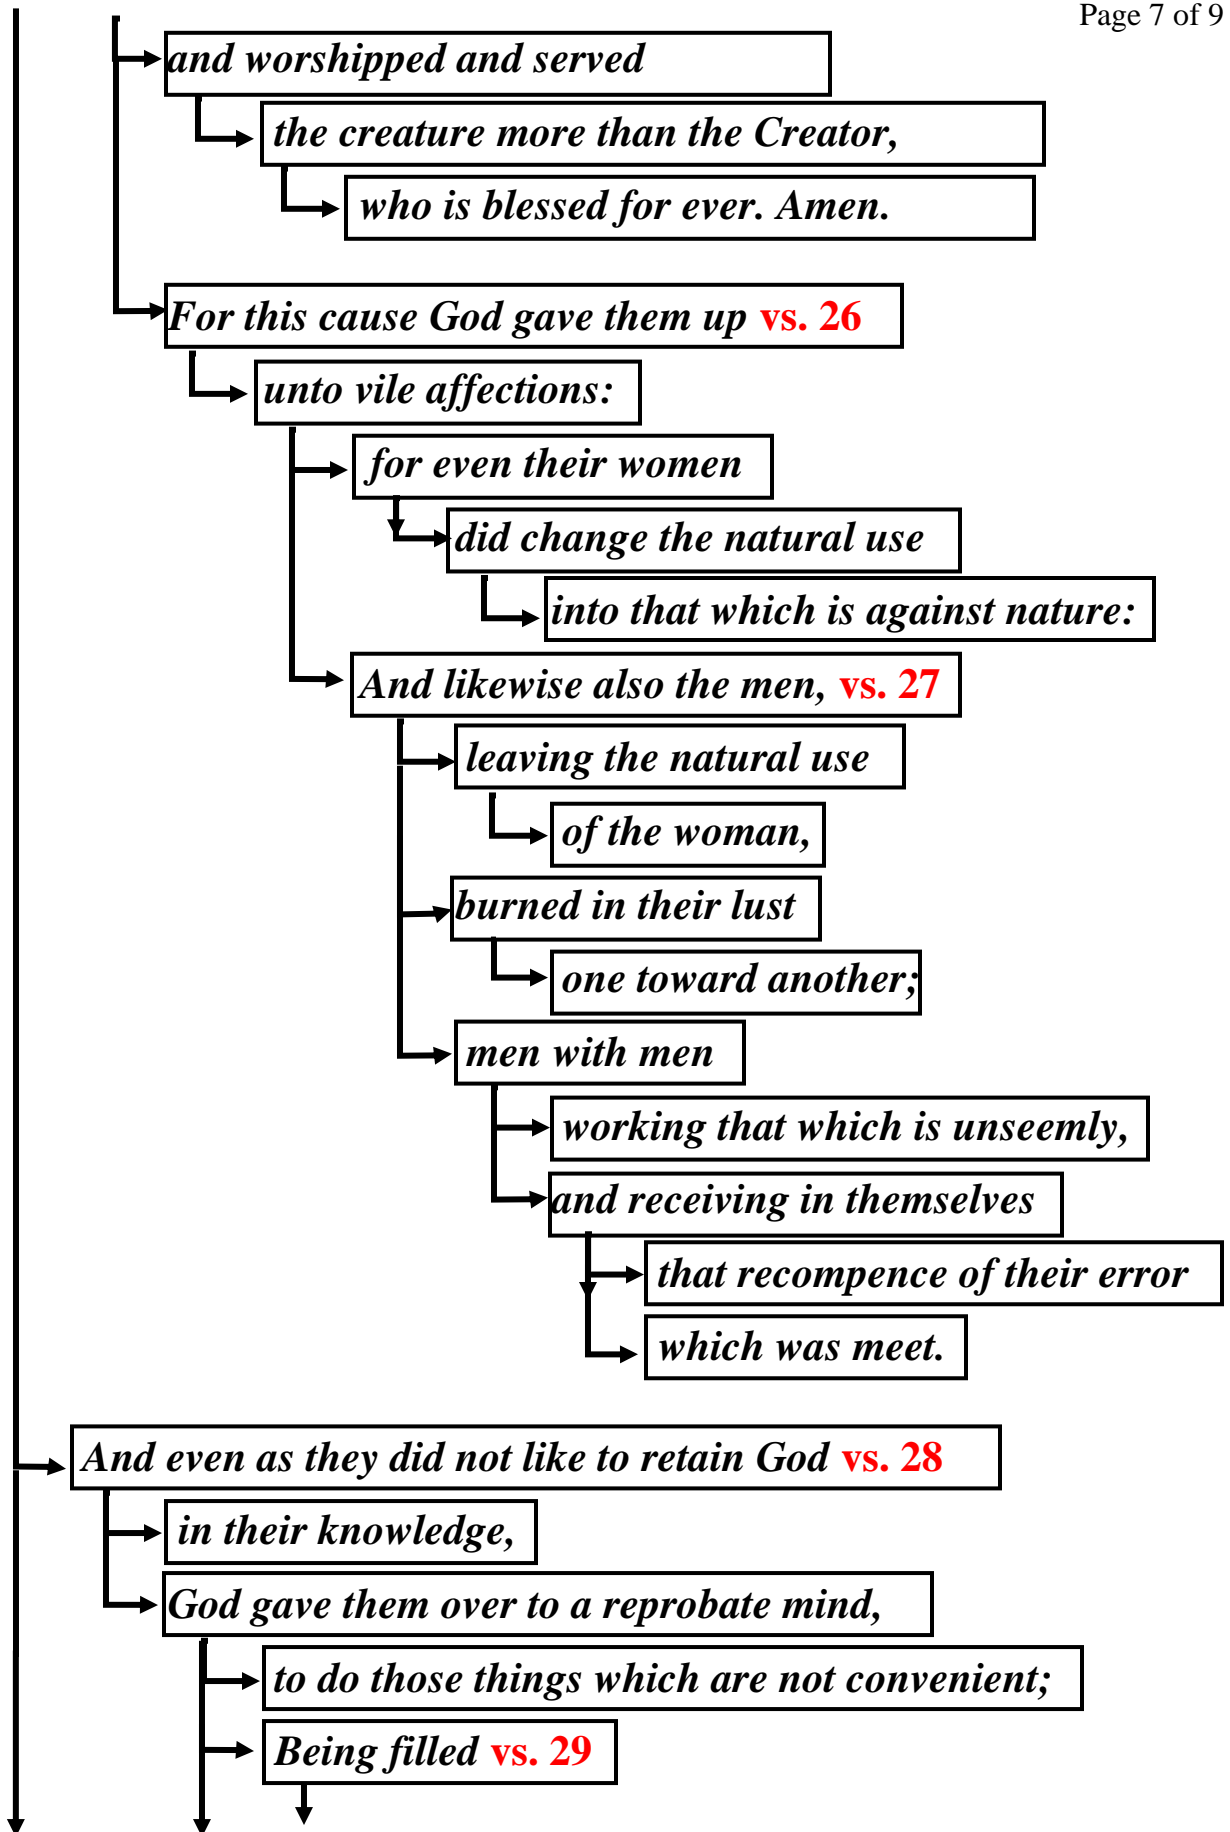 Page 7 of 9
and worshipped and served
the creature more than the Creator,
who is blessed for ever. Amen.
For this cause God gave them up vs. 26
unto vile affections:
for even their women
did change the natural use
into that which is against nature:
And likewise also the men, vs. 27
leaving the natural use
of the woman,
burned in their lust
one toward another;
men with men
working that which is unseemly,
and receiving in themselves
that recompence of their error
which was meet.
And even as they did not like to retain God vs. 28
in their knowledge,
God gave them over to a reprobate mind,
to do those things which are not convenient;
Being filled vs. 29